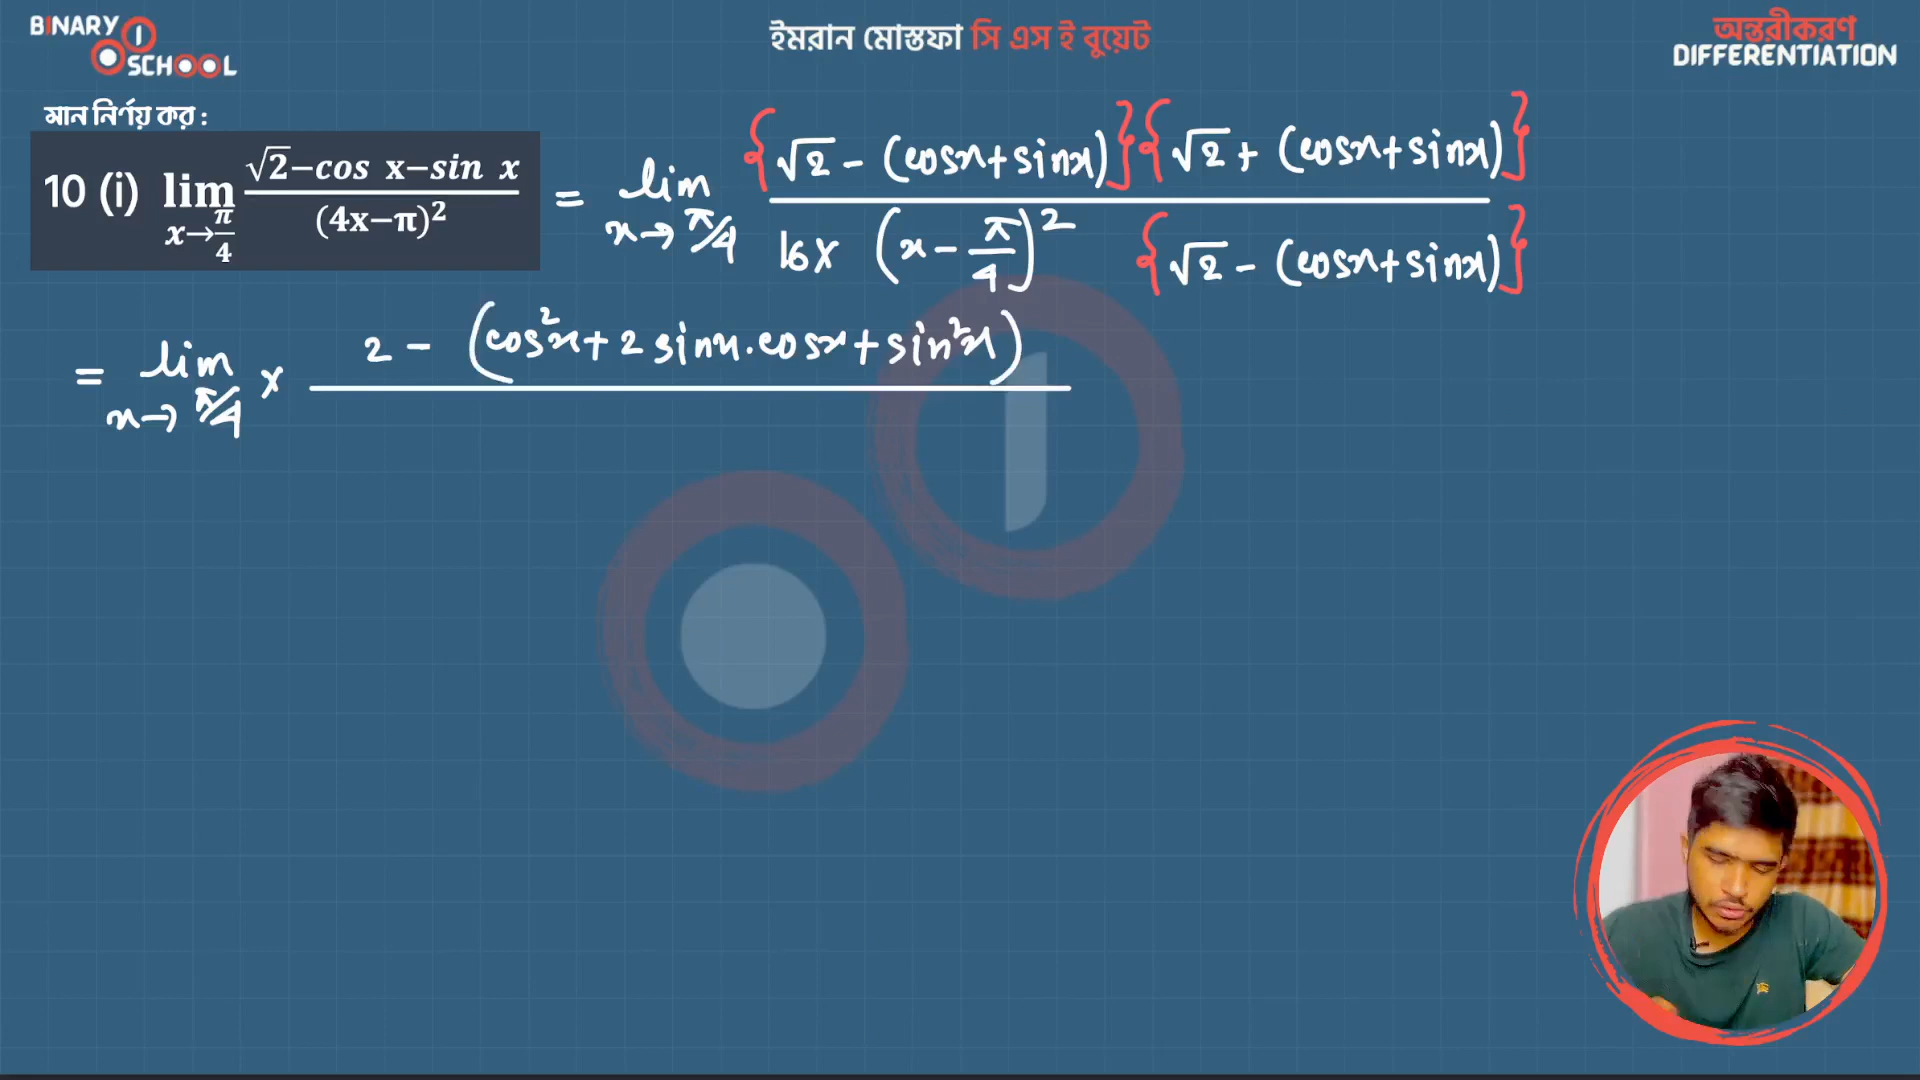 BINARY SCHOOL
ইমরান মোস্তফা সি এস ই বুয়েট
অন্তরীকরণ
DIFFERENTIATION
মান নির্ণয় কর :
10 (i) lim x→π/4 (√2−cos x−sin x)/(4x−π)²
= lim x→π/4 {√2 - (cosx+sinx)}{√2 + (cosx+sinx)} / 16× (x-π/4)² {√2 - (cosx+sinx)}
= lim x→π/4 × 2 - (cos²x+2 sinx.cosx+sin²x)